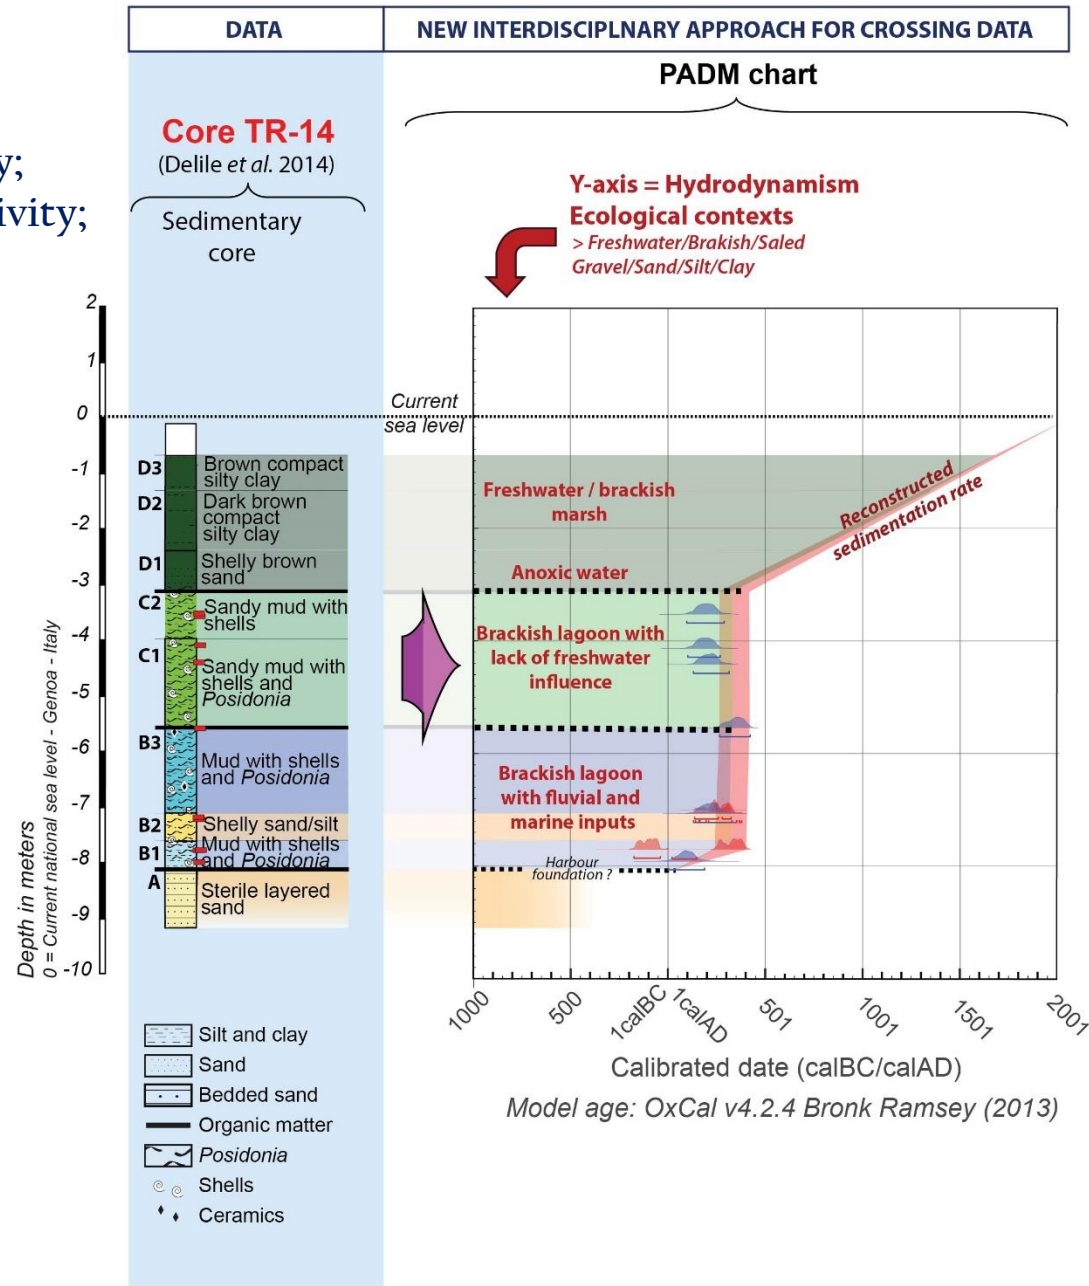 DATA
NEW INTERDISCIPLNARY APPROACH FOR CROSSING DATA
PADM chart
y;
ivity;
Core TR-14
(Delile et al. 2014)
Sedimentary
core
Y-axis = Hydrodynamism
Ecological contexts
> Freshwater/Brakish/Saled
Gravel/Sand/Silt/Clay
2
1
0
-1
-2
-3
-4
-5
-6
-7
-8
-9
-10
Depth in meters
0 = Current national sea level - Genoa - Italy
Current
sea level
D3
Brown compact
silty clay
D2
Dark brown
compact
silty clay
D1
Shelly brown
sand
C2
Sandy mud with
shells
C1
Sandy mud with
shells and
Posidonia
B3
Mud with shells
and Posidonia
B2
Shelly sand/silt
B1
Mud with shells
and Posidonia
A
Sterile layered
sand
Freshwater / brackish
marsh
Reconstructed
sedimentation rate
Anoxic water
Brackish lagoon with
lack of freshwater
influence
Brackish lagoon
with fluvial and
marine inputs
Harbour
foundation ?
1000
500
1calBC
1calAD
501
1001
1501
2001
Calibrated date (calBC/calAD)
Model age: OxCal v4.2.4 Bronk Ramsey (2013)
Silt and clay
Sand
Bedded sand
Organic matter
Posidonia
Shells
Ceramics